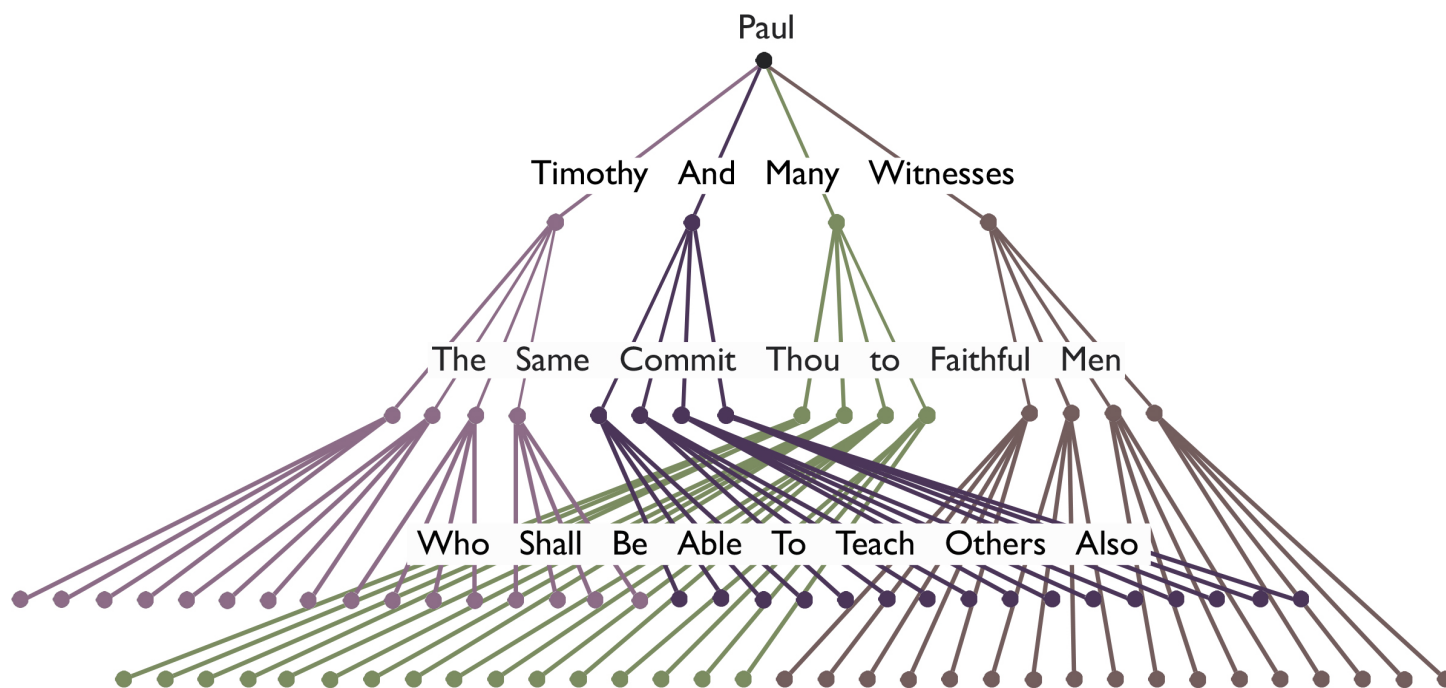 Paul
Timothy And Many Witnesses
The Same Commit Thou to Faithful Men
Who Shall Be Able To Teach Others Also